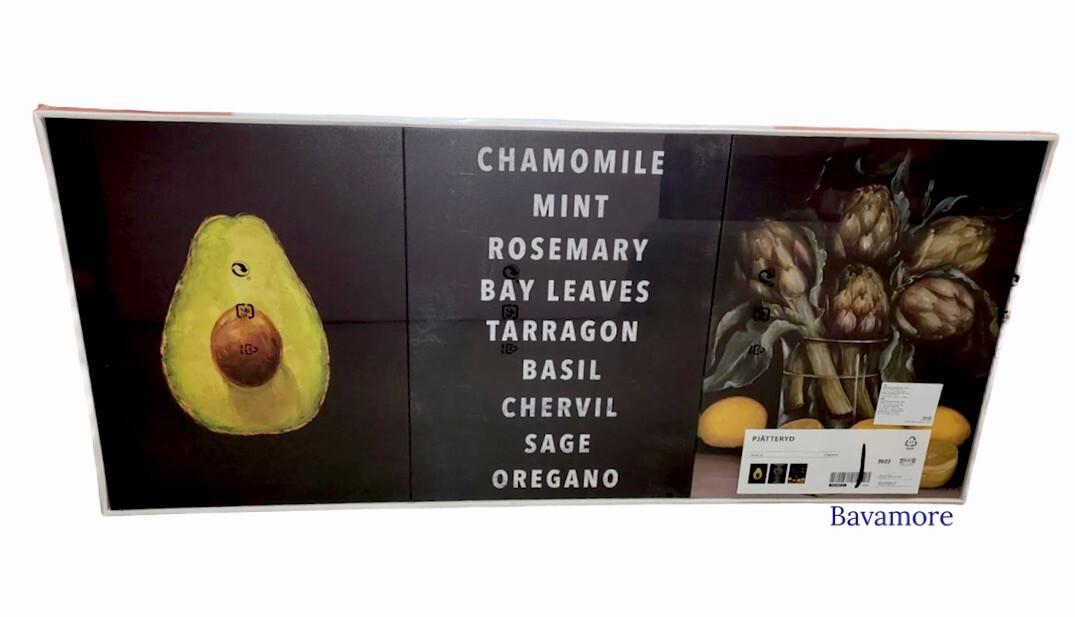 CHAMOMILE
MINT
ROSEMARY
BAY LEAVES
TARRAGON
BASIL
CHERVIL
SAGE
OREGANO
PJÄTTERYD
Bavamore